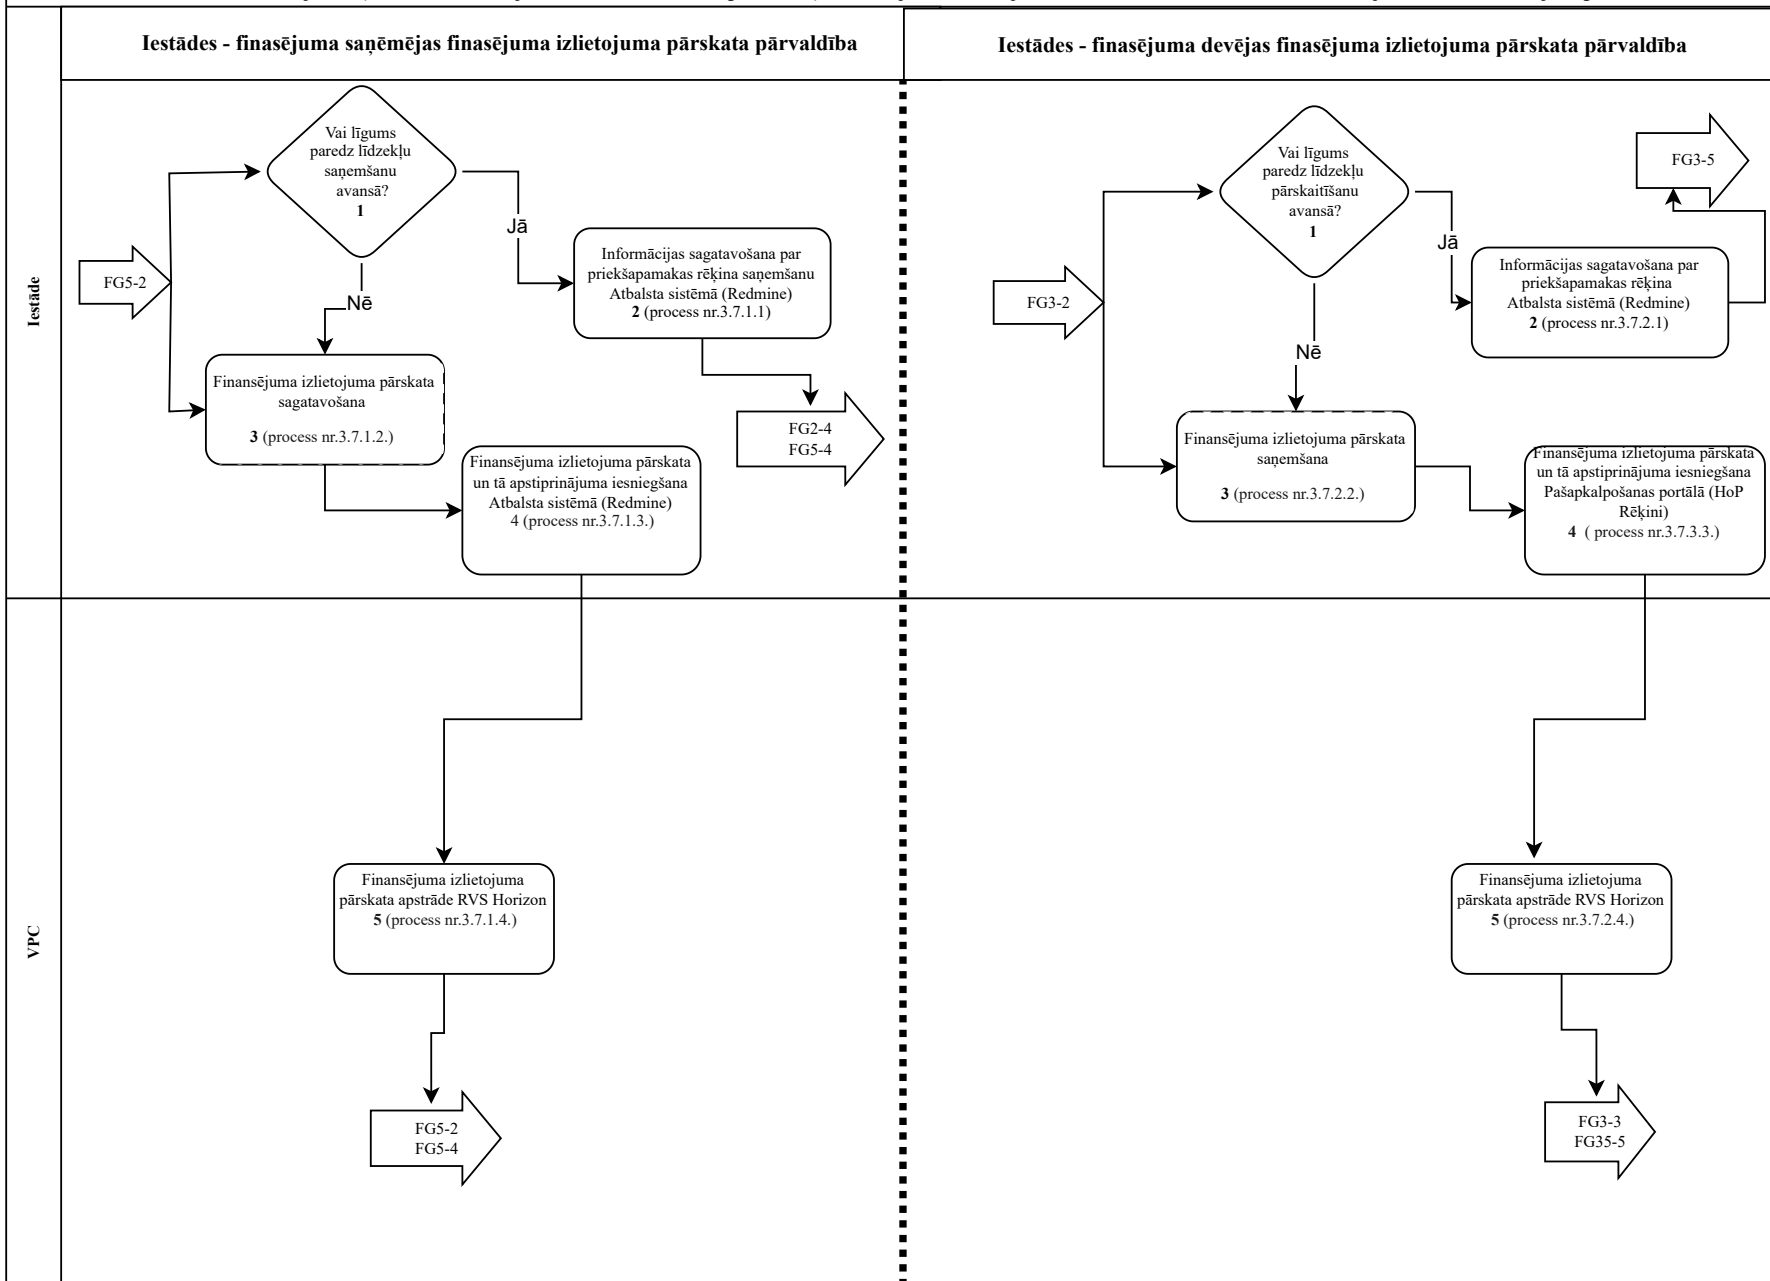 Iestādes - finasējuma saņēmējas finasējuma izlietojuma pārskata pārvaldība
Iestādes - finasējuma devējas finasējuma izlietojuma pārskata pārvaldība
Iestāde
FG5-2
Vai līgums
paredz līdzekļu
saņemšanu
avansā?
1
Jā
Nē
Informācijas sagatavošana par
priekšapamakas rēķina saņemšanu
Atbalsta sistēmā (Redmine)
2 (process nr.3.7.1.1)
FG2-4
FG5-4
Finansējuma izlietojuma pārskata
sagatavošana
3 (process nr.3.7.1.2.)
Finansējuma izlietojuma pārskata
un tā apstiprinājuma iesniegšana
Atbalsta sistēmā (Redmine)
4 (process nr.3.7.1.3.)
FG3-2
Vai līgums
paredz līdzekļu
pārskaitīšanu
avansā?
1
Jā
Nē
FG3-5
Informācijas sagatavošana par
priekšapamakas rēķina
Atbalsta sistēmā (Redmine)
2 (process nr.3.7.2.1)
Finansējuma izlietojuma pārskata
saņemšana
3 (process nr.3.7.2.2.)
Finansējuma izlietojuma pārskata
un tā apstiprinājuma iesniegšana
Pašapkalpošanas portālā (HoP
Rēķini)
4 ( process nr.3.7.3.3.)
VPC
Finansējuma izlietojuma
pārskata apstrāde RVS Horizon
5 (process nr.3.7.1.4.)
FG5-2
FG5-4
Finansējuma izlietojuma
pārskata apstrāde RVS Horizon
5 (process nr.3.7.2.4.)
FG3-3
FG35-5